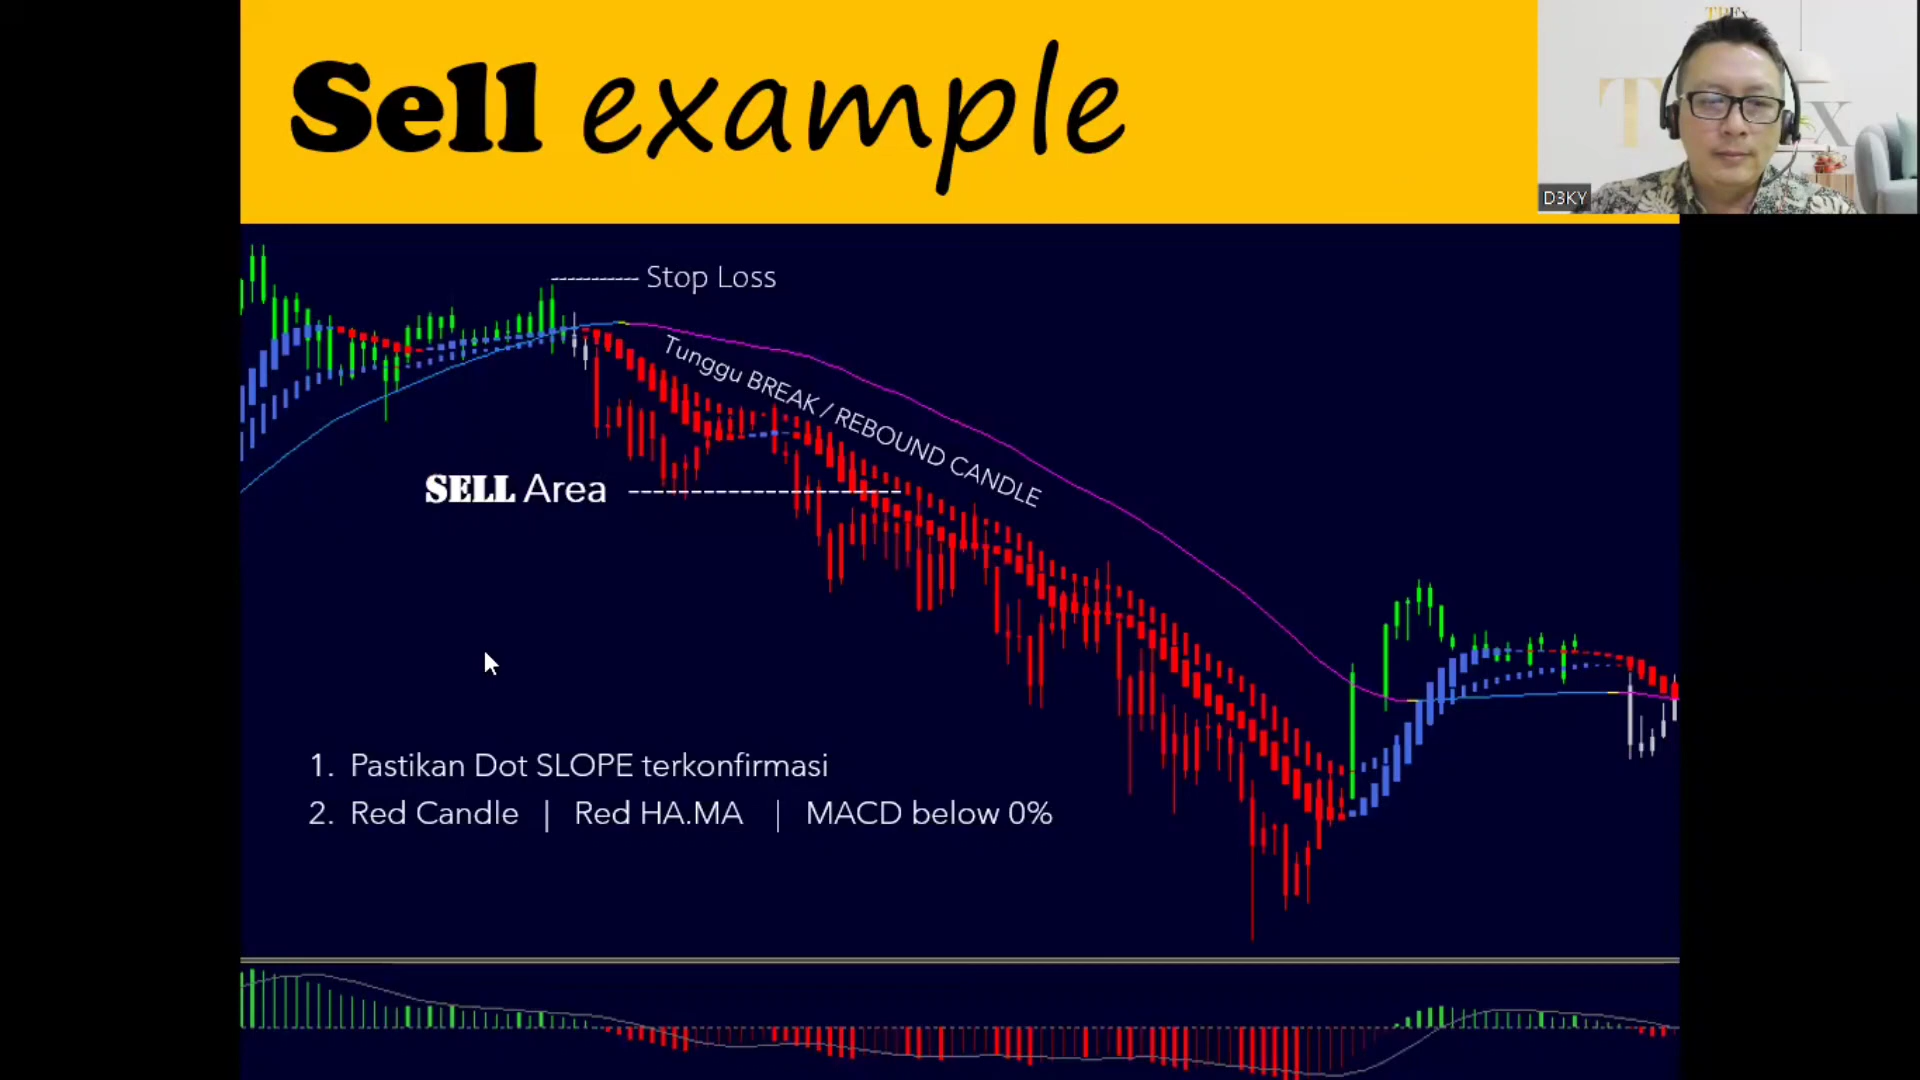 Sell example
TREx
T X
D3KY
Stop Loss
Tunggu BREAK / REBOUND CANDLE
SELL Area
1. Pastikan Dot SLOPE terkonfirmasi
2. Red Candle | Red HA.MA | MACD below 0%